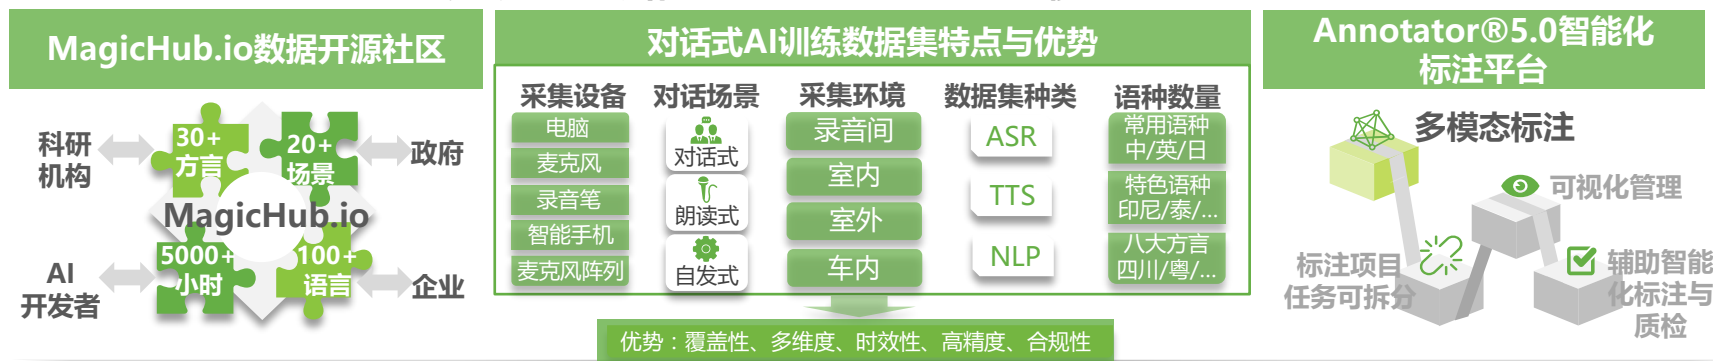 MagicHub.io数据开源社区
科研
机构
30+
方言
20+
场景
政府
MagicHub.io
AI
开发者
5000+
小时
100+
语言
企业
对话式AI训练数据集特点与优势
采集设备
电脑
麦克风
录音笔
智能手机
麦克风阵列
对话场景
对话式
朗读式
自发式
采集环境
录音间
室内
室外
车内
数据集种类
ASR
TTS
NLP
语种数量
常用语种
中/英/日
特色语种
印尼/泰/...
八大方言
四川/粤/...
优势：覆盖性、多维度、时效性、高精度、合规性
Annotator®5.0智能化
标注平台
多模态标注
可视化管理
标注项目
任务可拆分
辅助智能
化标注与
质检